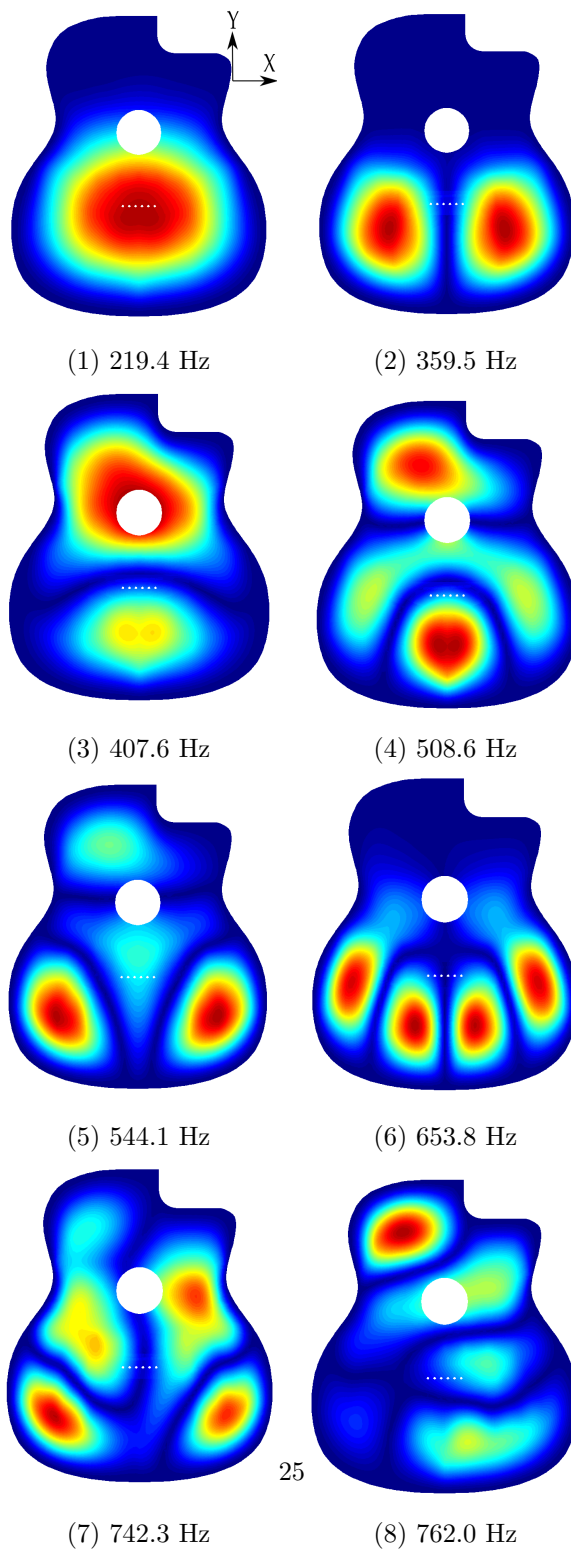 Y
X
(1) 219.4 Hz
(2) 359.5 Hz
(3) 407.6 Hz
(4) 508.6 Hz
(5) 544.1 Hz
(6) 653.8 Hz
25
(7) 742.3 Hz
(8) 762.0 Hz